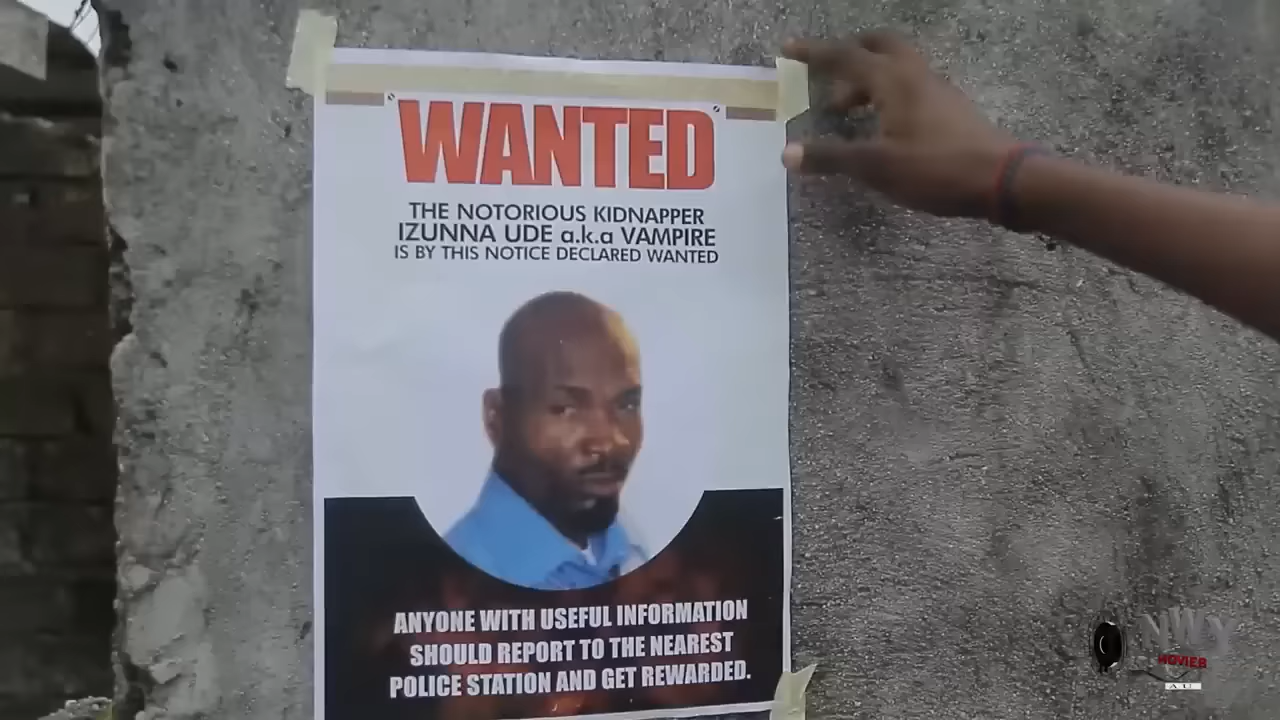 WANTED
THE NOTORIOUS KIDNAPPER
IZUNNA UDE a.k.a VAMPIRE
IS BY THIS NOTICE DECLARED WANTED
ANYONE WITH USEFUL INFORMATION
SHOULD REPORT TO THE NEAREST
POLICE STATION AND GET REWARDED.